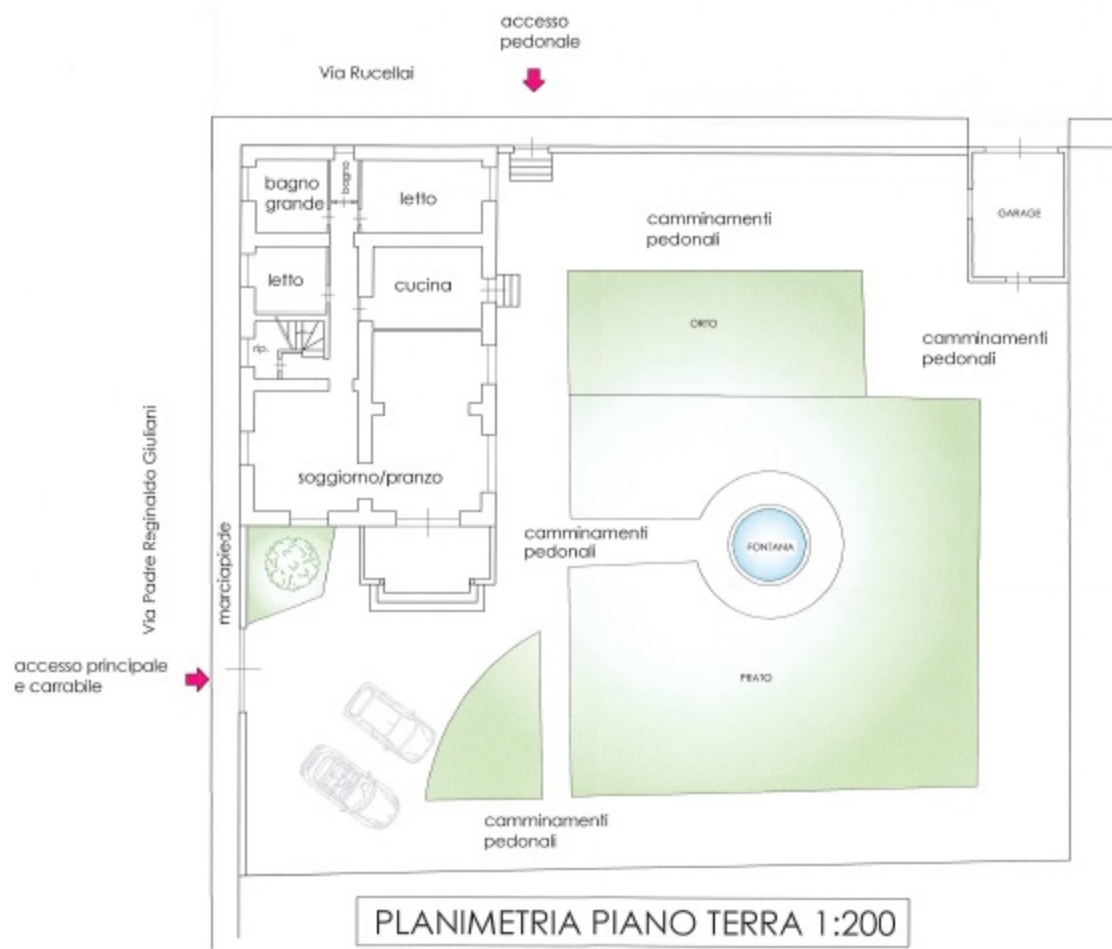 accesso
pedonale
Via Rucellai
bagno
grande
bagno
letto
camminamenti
pedonali
GARAGE
letto
cucina
ORTO
rip.
camminamenti
pedonali
Via Padre Reginaldo Giuliani
marciapiede
soggiorno/pranzo
camminamenti
pedonali
FONTANA
accesso principale
e carrabile
PRATO
camminamenti
pedonali
PLANIMETRIA PIANO TERRA 1:200